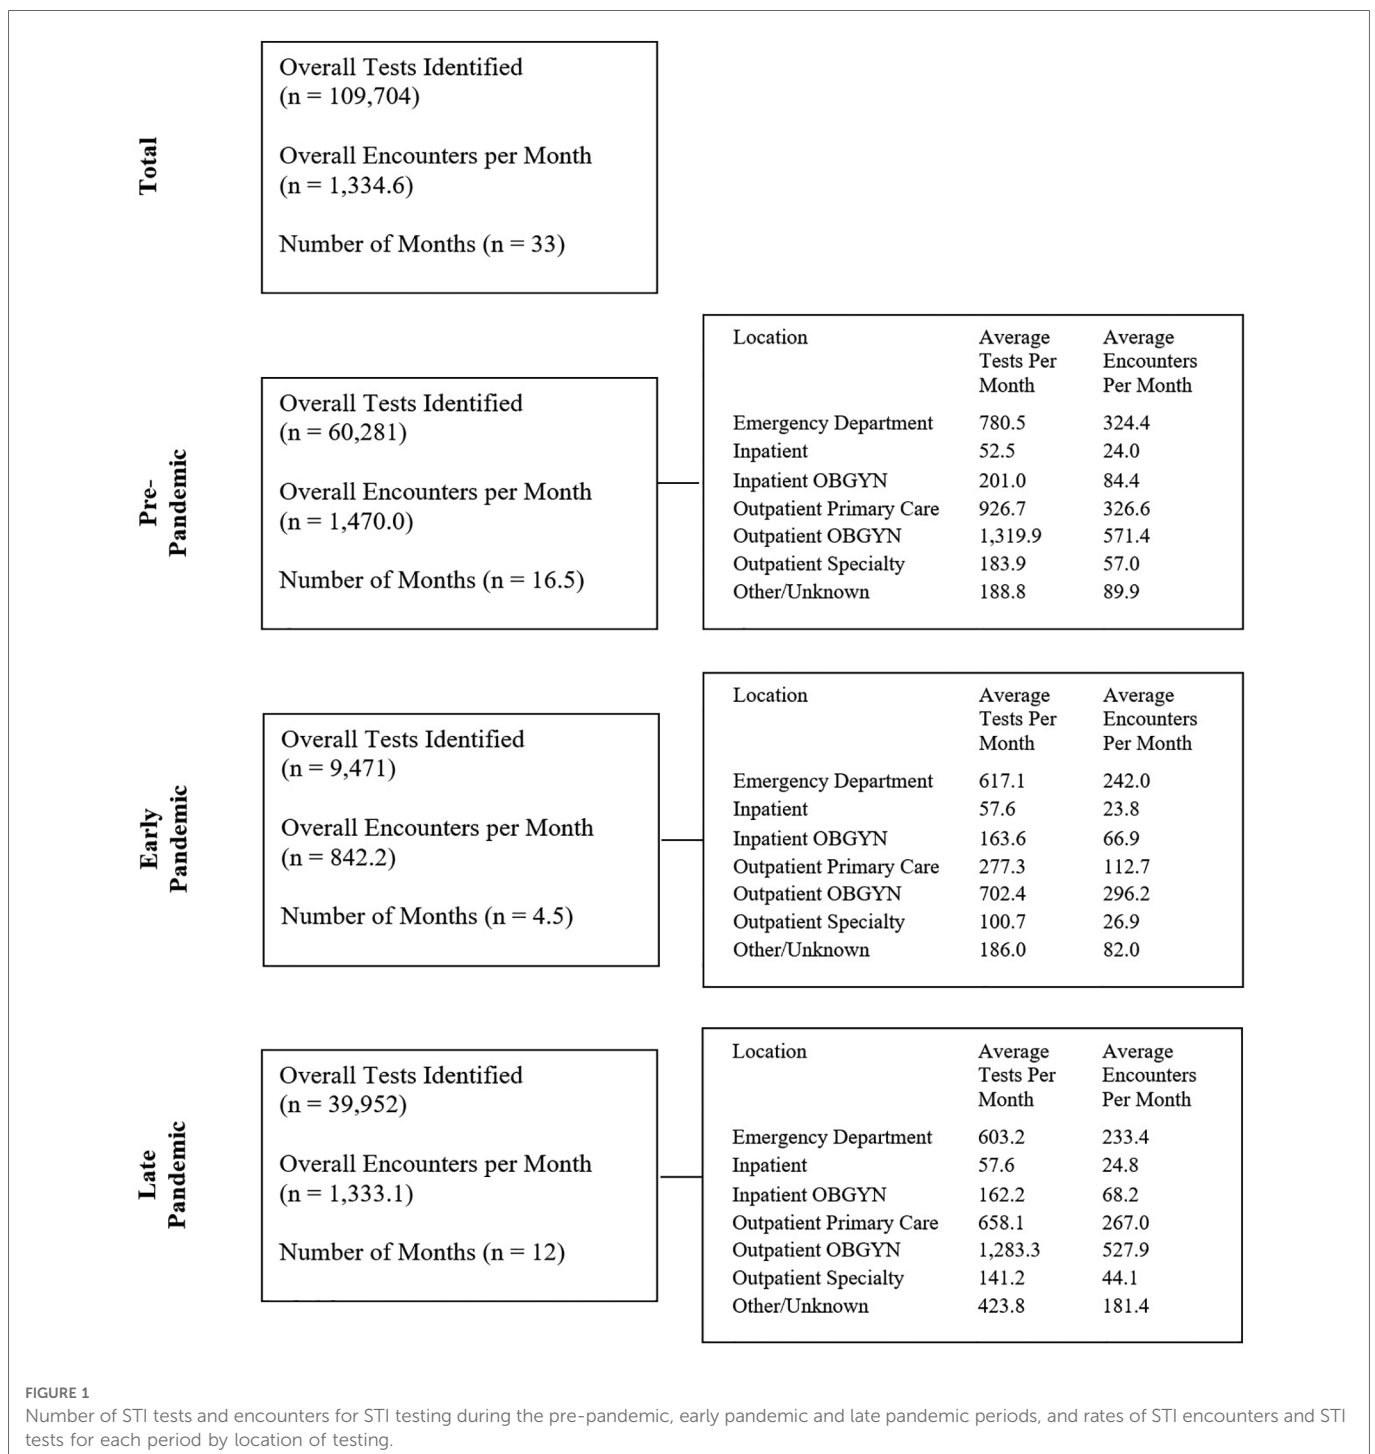 Total
Overall Tests Identified
(n = 109,704)
Overall Encounters per Month
(n = 1,334.6)
Number of Months (n = 33)
Pre-
Pandemic
Overall Tests Identified
(n = 60,281)
Overall Encounters per Month
(n = 1,470.0)
Number of Months (n = 16.5)
Location Average Average
Tests Per Encounters
Month Per Month
Emergency Department 780.5 324.4
Inpatient 52.5 24.0
Inpatient OBGYN 201.0 84.4
Outpatient Primary Care 926.7 326.6
Outpatient OBGYN 1,319.9 571.4
Outpatient Specialty 183.9 57.0
Other/Unknown 188.8 89.9
Early
Pandemic
Overall Tests Identified
(n = 9,471)
Overall Encounters per Month
(n = 842.2)
Number of Months (n = 4.5)
Location Average Average
Tests Per Encounters
Month Per Month
Emergency Department 617.1 242.0
Inpatient 57.6 23.8
Inpatient OBGYN 163.6 66.9
Outpatient Primary Care 277.3 112.7
Outpatient OBGYN 702.4 296.2
Outpatient Specialty 100.7 26.9
Other/Unknown 186.0 82.0
Late
Pandemic
Overall Tests Identified
(n = 39,952)
Overall Encounters per Month
(n = 1,333.1)
Number of Months (n = 12)
Location Average Average
Tests Per Encounters
Month Per Month
Emergency Department 603.2 233.4
Inpatient 57.6 24.8
Inpatient OBGYN 162.2 68.2
Outpatient Primary Care 658.1 267.0
Outpatient OBGYN 1,283.3 527.9
Outpatient Specialty 141.2 44.1
Other/Unknown 423.8 181.4
FIGURE 1
Number of STI tests and encounters for STI testing during the pre-pandemic, early pandemic and late pandemic periods, and rates of STI encounters and STI
tests for each period by location of testing.